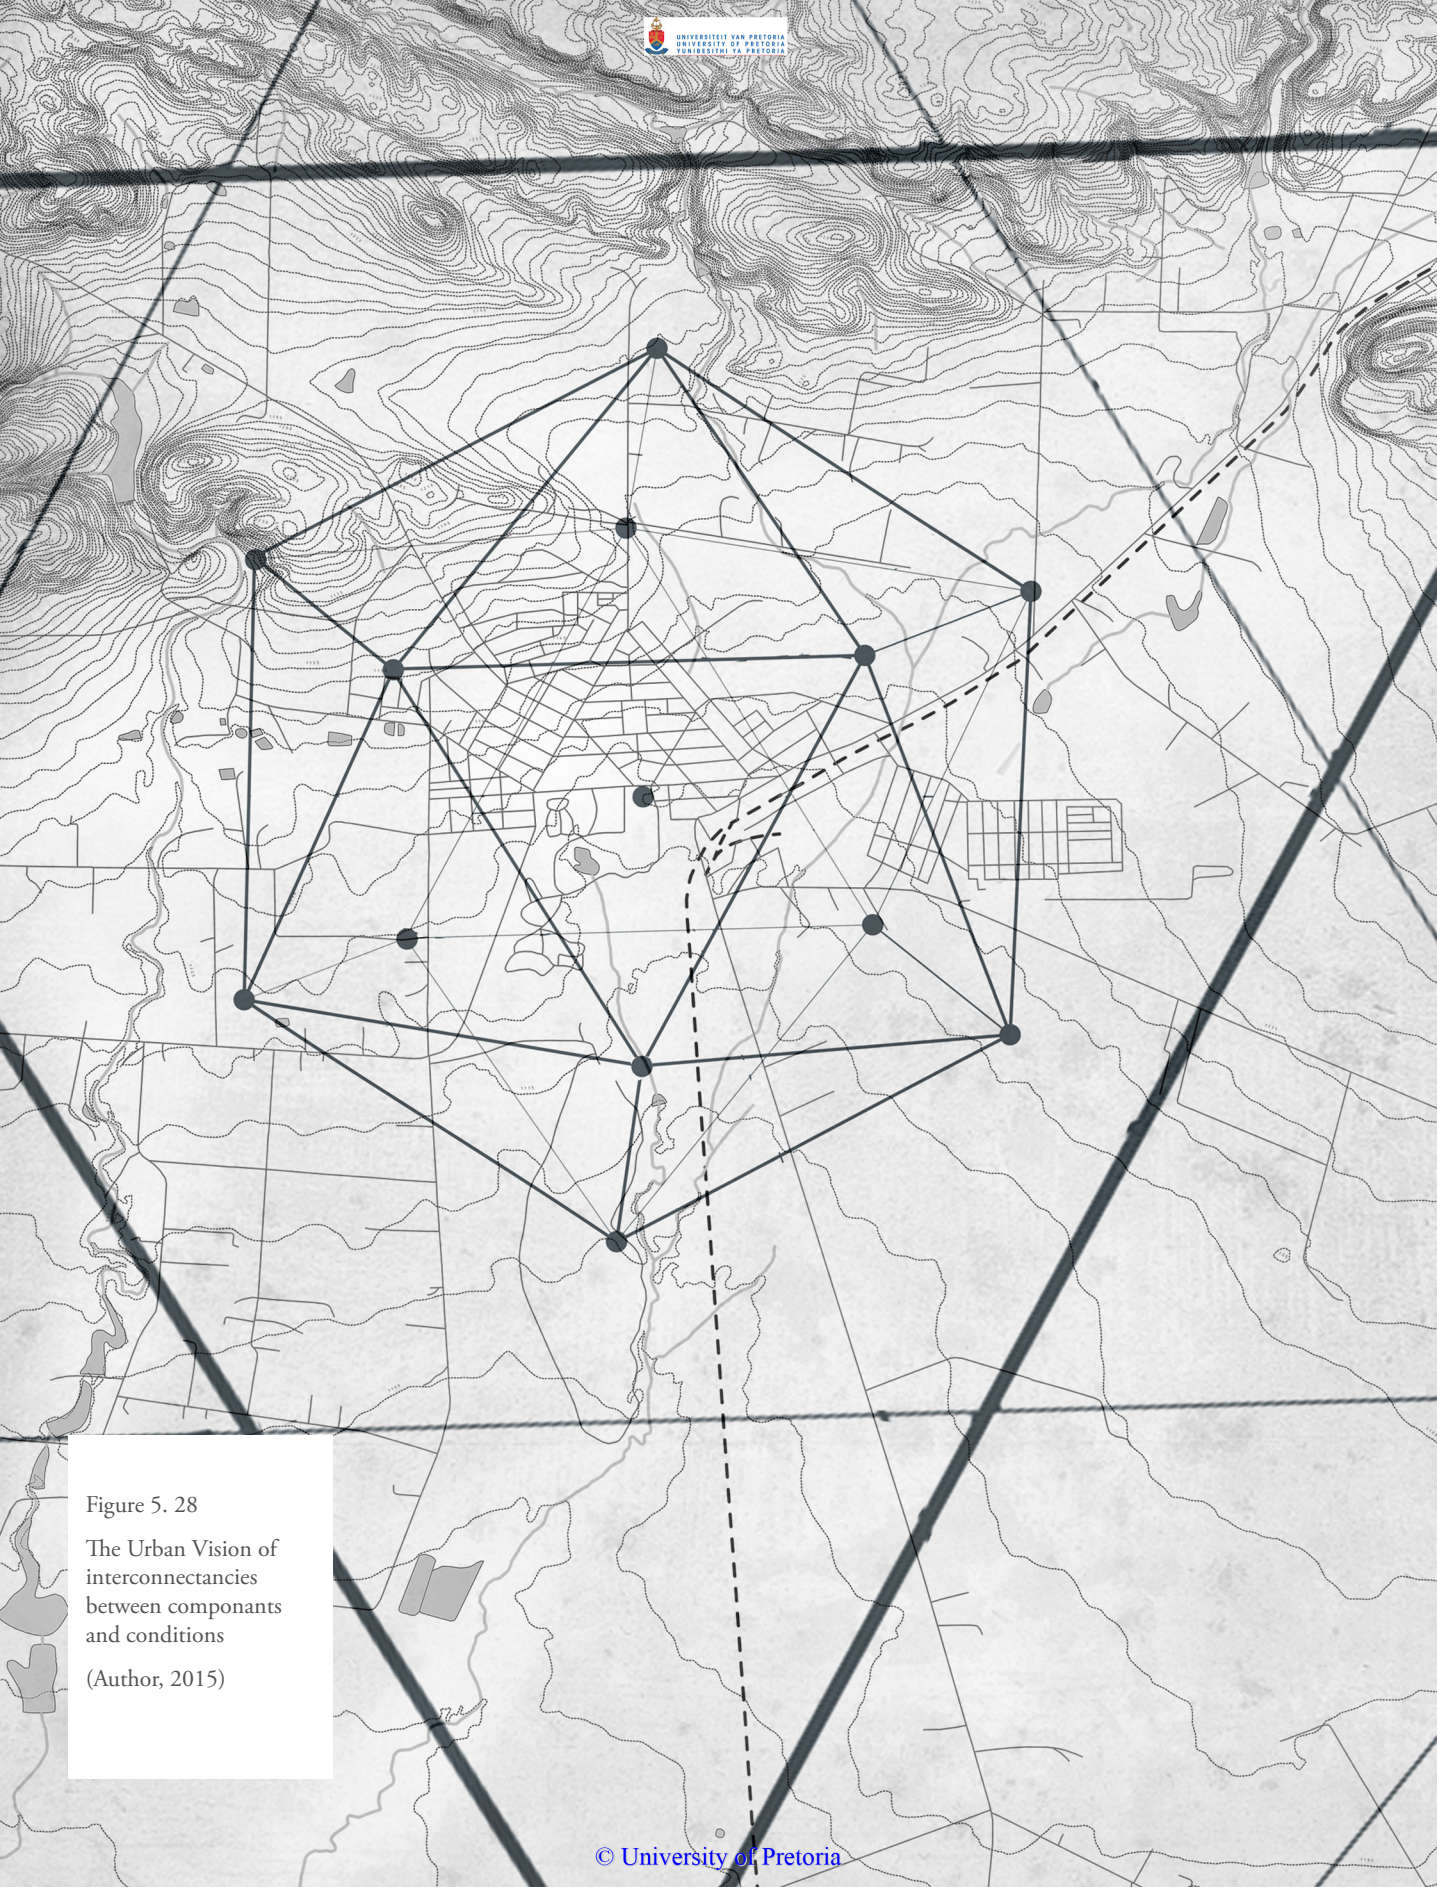 UNIVERSITEIT VAN PRETORIA
UNIVERSITY OF PRETORIA
YUNIBESITHI YA PRETORIA
Figure 5. 28
The Urban Vision of
interconnectancies
between componants
and conditions
(Author, 2015)
© University of Pretoria